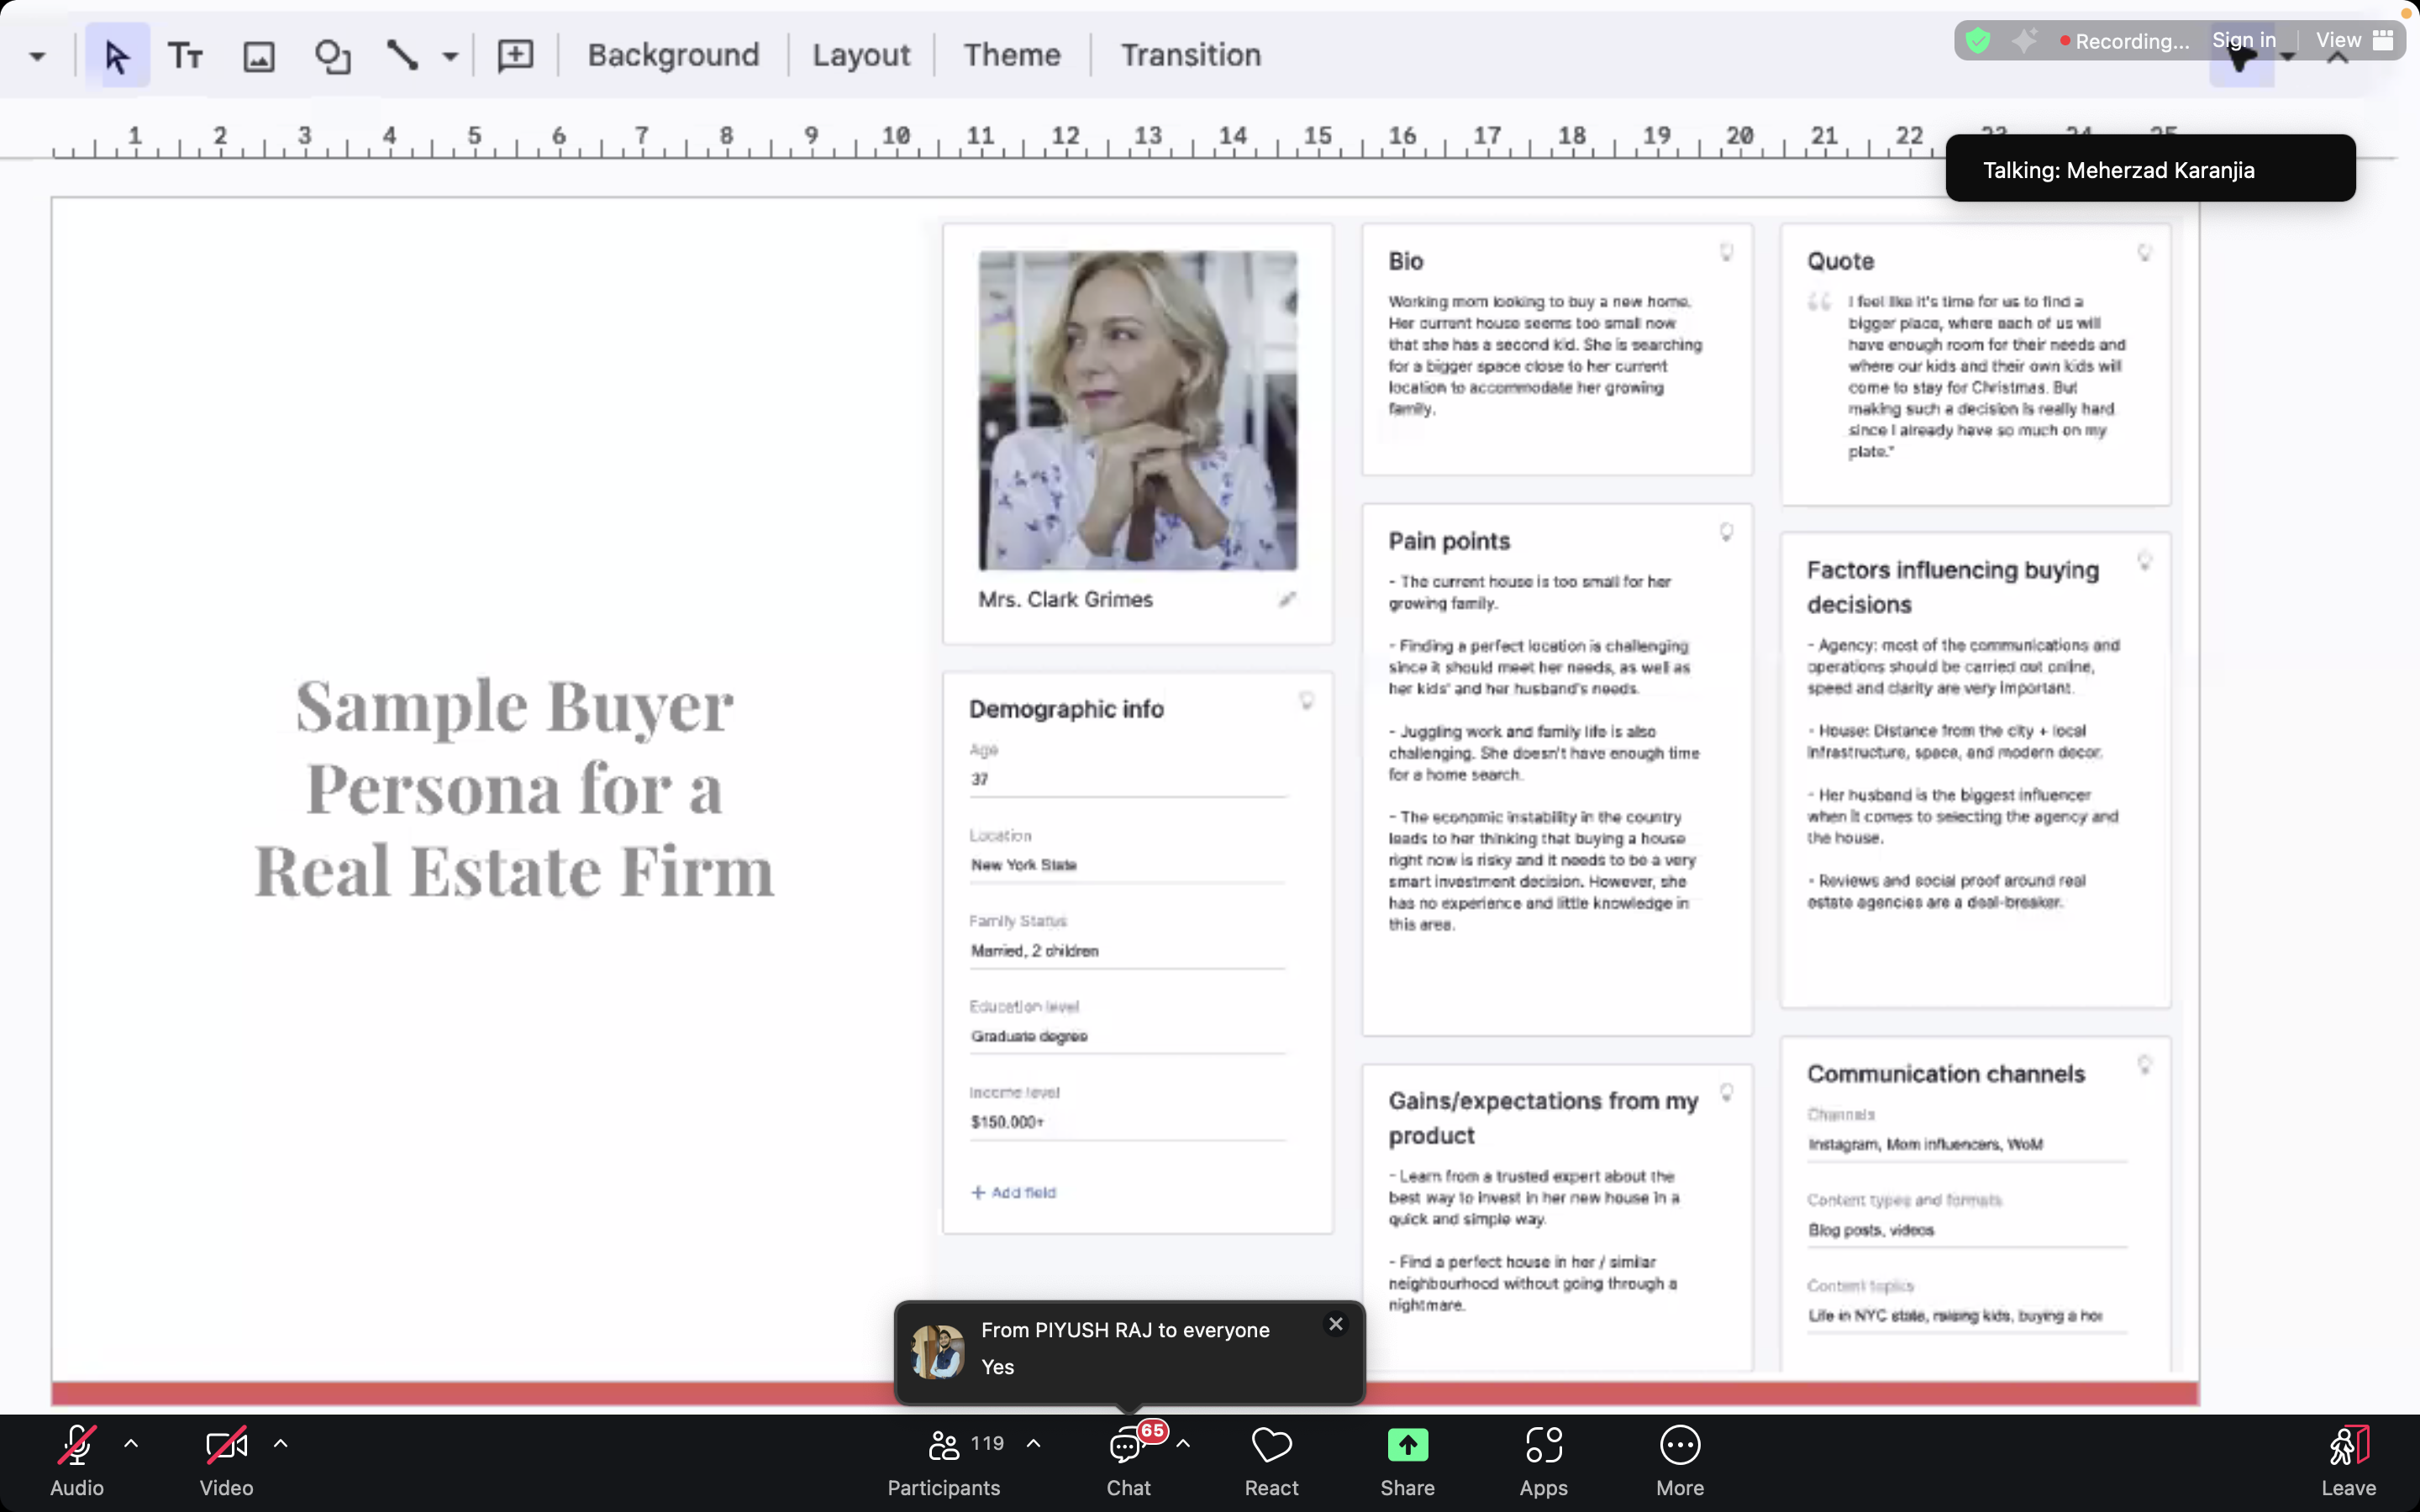 Background
Layout
Theme
Transition
Recording...
Sign in
View
1 2 3 4 5 6 7 8 9 10 11 12 13 14 15 16 17 18 19 20 21 22 23 24 25
Talking: Meherzad Karanjia
Sample Buyer
Persona for a
Real Estate Firm
Mrs. Clark Grimes
Demographic info
Age
37
Location
New York State
Family Status
Married, 2 children
Education level
Graduate degree
Income level
$150.000+
+ Add field
Bio
Working mom looking to buy a new home.
Her current house seems too small now
that she has a second kid. She is searching
for a bigger space close to her current
location to accommodate her growing
family.
Pain points
- The current house is too small for her
growing family.
- Finding a perfect location is challenging
since it should meet her needs, as well as
her kids' and her husband's needs.
- Juggling work and family life is also
challenging. She doesn't have enough time
for a home search.
- The economic instability in the country
leads to her thinking that buying a house
right now is risky and it needs to be a very
smart investment decision. However, she
has no experience and little knowledge in
this area.
Gains/expectations from my
product
- Learn from a trusted expert about the
best way to invest in her new house in a
quick and simple way.
- Find a perfect house in her / similar
neighbourhood without going through a
nightmare.
Quote
“ I feel like it's time for us to find a
bigger place, where each of us will
have enough room for their needs and
where our kids and their own kids will
come to stay for Christmas. But
making such a decision is really hard
since I already have so much on my
plate."
Factors influencing buying
decisions
- Agency: most of the communications and
operations should be carried out online,
speed and clarity are very important.
- House: Distance from the city + local
infrastructure, space, and modern decor.
- Her husband is the biggest influencer
when it comes to selecting the agency and
the house.
- Reviews and social proof around real
estate agencies are a deal-breaker.
Communication channels
Channels
Instagram, Mom influencers, WoM
Content types and formats
Blog posts, videos
Content topics
Life in NYC state, raising kids, buying a ho
From PIYUSH RAJ to everyone
Yes
Audio
Video
119
Participants
65
Chat
React
Share
Apps
More
Leave